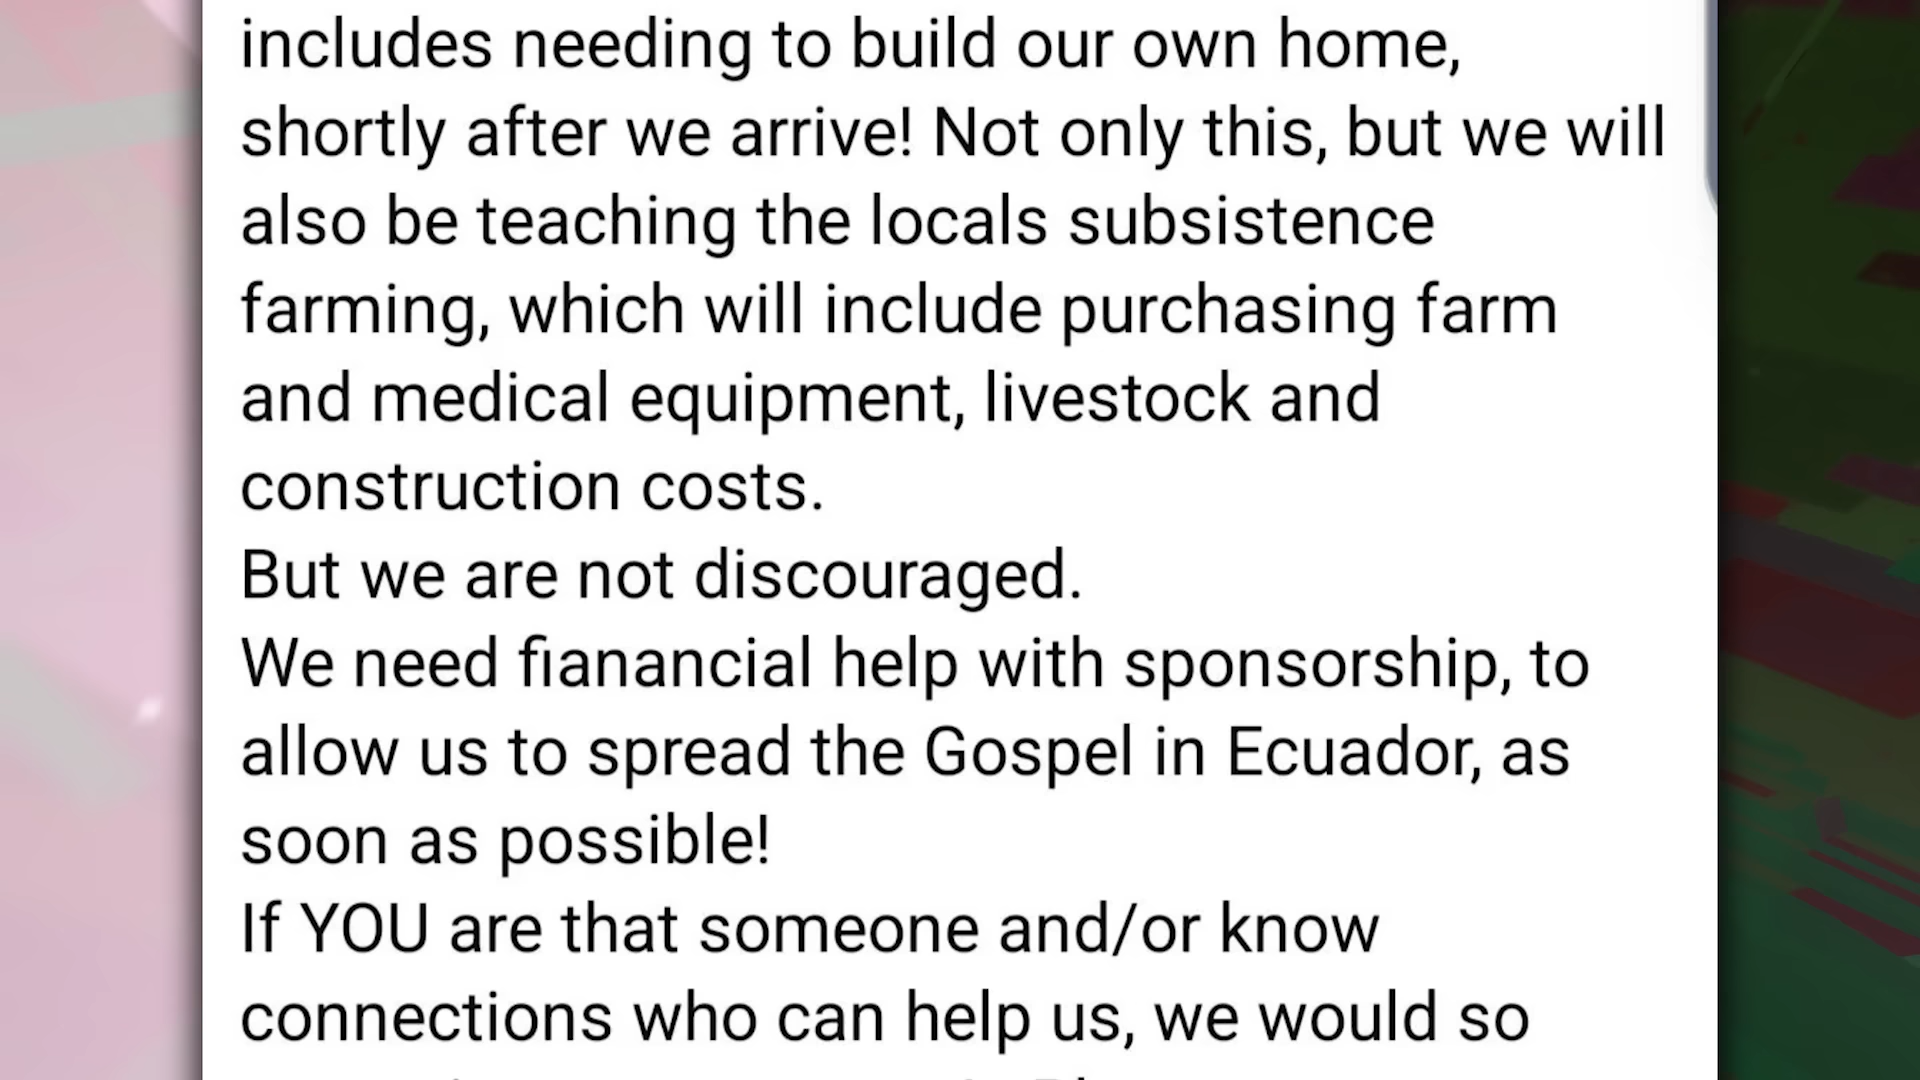 includes needing to build our own home,
shortly after we arrive! Not only this, but we will
also be teaching the locals subsistence
farming, which will include purchasing farm
and medical equipment, livestock and
construction costs.
But we are not discouraged.
We need fianancial help with sponsorship, to
allow us to spread the Gospel in Ecuador, as
soon as possible!
If YOU are that someone and/or know
connections who can help us, we would so